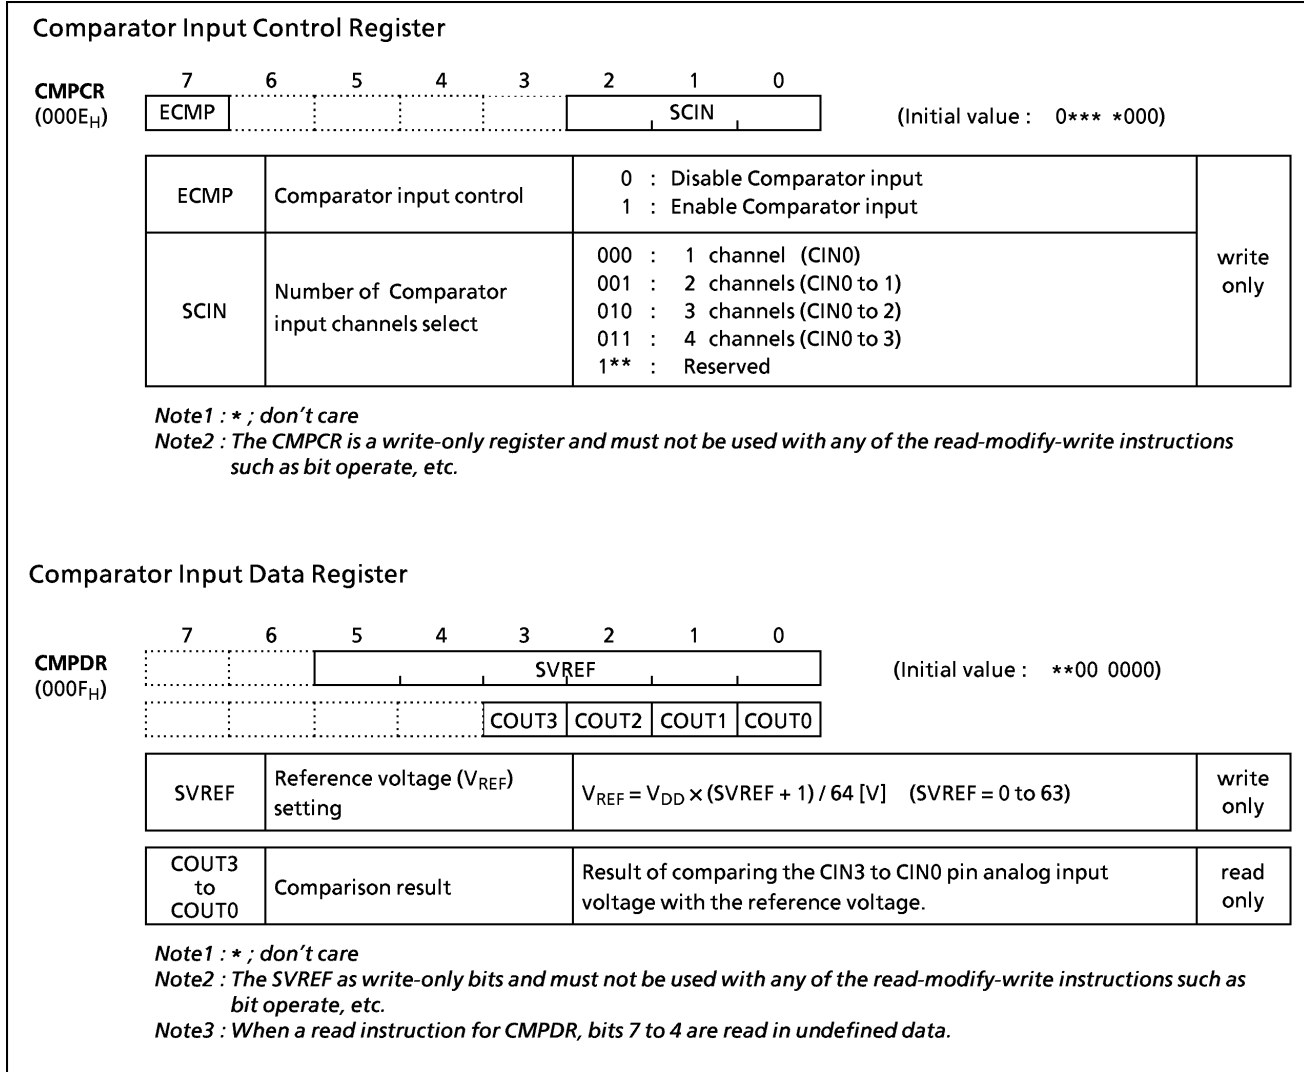 Comparator Input Control Register
7 6 5 4 3 2 1 0
CMPCR
(000EH)
ECMP SCIN (Initial value : 0*** *000)
ECMP Comparator input control
0 : Disable Comparator input
1 : Enable Comparator input
SCIN
Number of Comparator
input channels select
000 : 1 channel (CIN0)
001 : 2 channels (CIN0 to 1)
010 : 3 channels (CIN0 to 2)
011 : 4 channels (CIN0 to 3)
1** : Reserved
write
only
Note1 : * ; don't care
Note2 : The CMPCR is a write-only register and must not be used with any of the read-modify-write instructions
such as bit operate, etc.
Comparator Input Data Register
7 6 5 4 3 2 1 0
CMPDR
(000FH)
SVREF (Initial value : **00 0000)
COUT3 COUT2 COUT1 COUT0
SVREF
Reference voltage (VREF)
setting
VREF = VDD × (SVREF + 1) / 64 [V] (SVREF = 0 to 63)
write
only
COUT3
to
COUT0
Comparison result
Result of comparing the CIN3 to CIN0 pin analog input
voltage with the reference voltage.
read
only
Note1 : * ; don't care
Note2 : The SVREF as write-only bits and must not be used with any of the read-modify-write instructions such as
bit operate, etc.
Note3 : When a read instruction for CMPDR, bits 7 to 4 are read in undefined data.